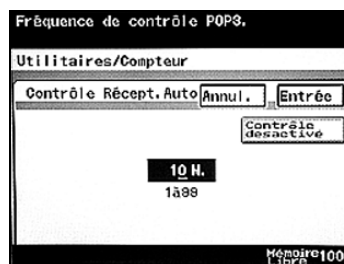 Fréquence de contrôle POP3.
Utilitaires/Compteur
Contrôle Récept.Auto
Annul.
Entrée
Contrôle
désactivé
10 H.
1à99
Mémoire
Libre
100